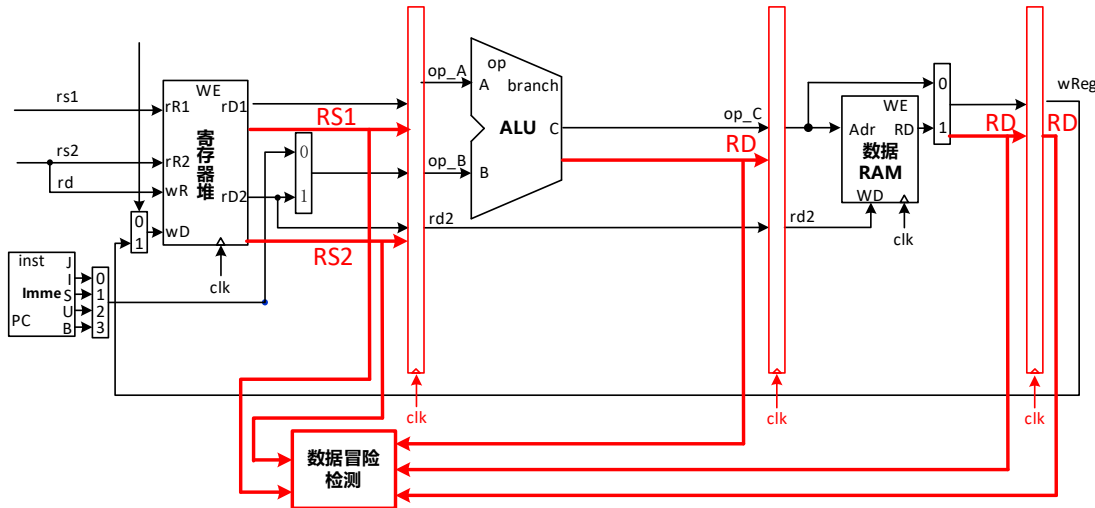 rs1
rs2
rd
WE
rR1
rD1
寄存器堆
rR2
wR
rD2
wD
clk
0
1
inst
J
I
Imme
S
U
PC
B
0
1
2
3
0
1
RS1
RS2
op_A
op_B
rd2
clk
op
A
branch
ALU
C
B
op_C
RD
rd2
clk
WE
Adr
RD
数据
RAM
WD
clk
0
1
RD
RD
wReg
clk
数据冒险
检测